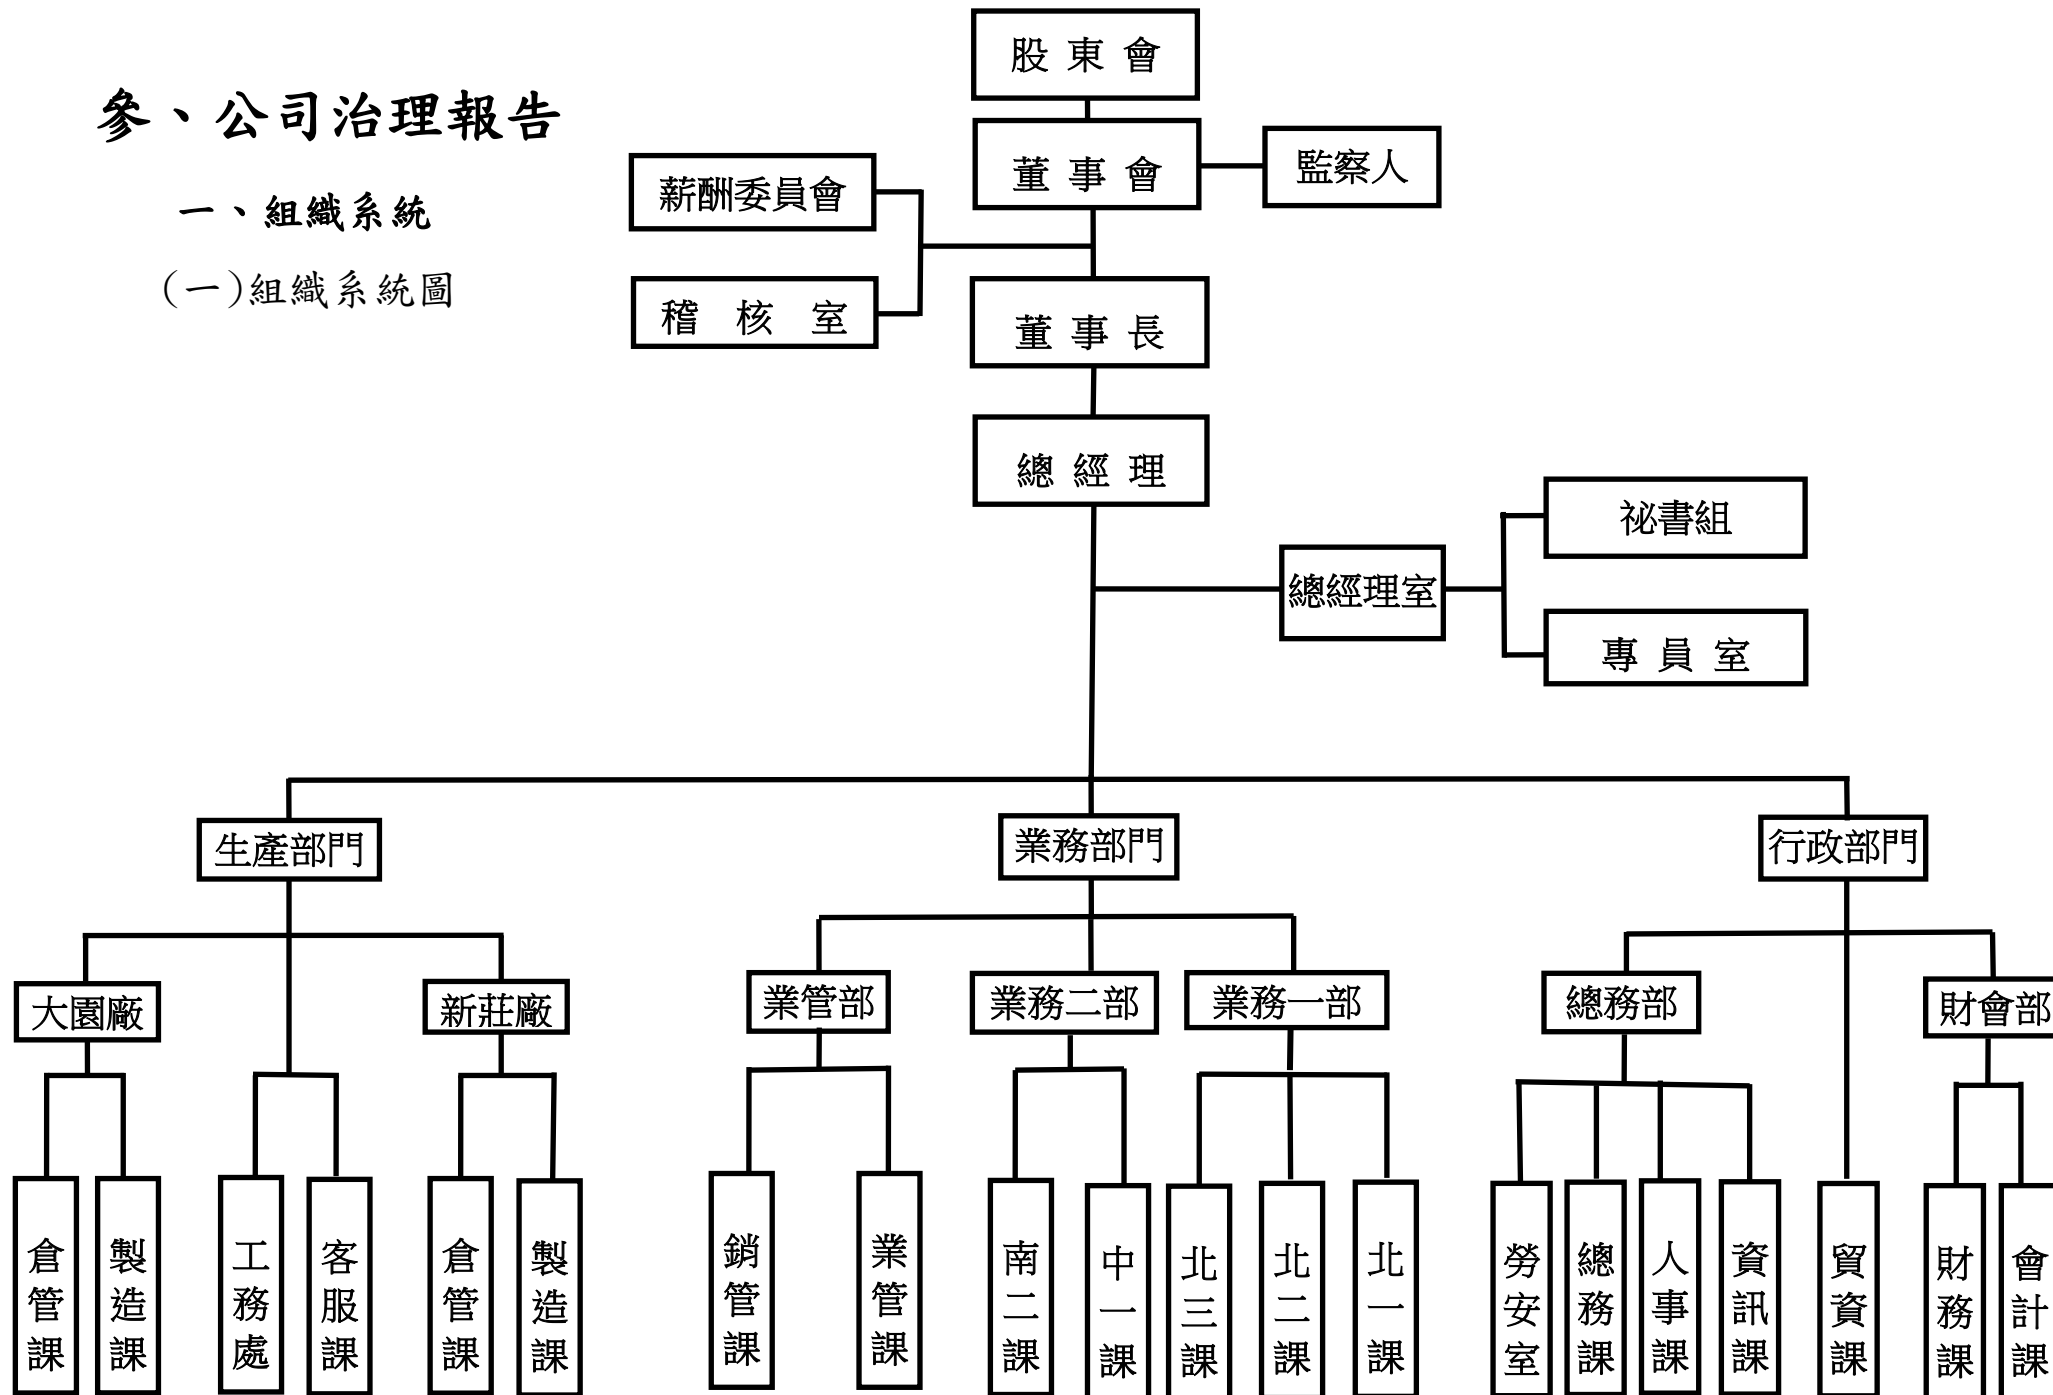 參、公司治理報告
一、組織系統
(一)組織系統圖
股東會
董事會
監察人
薪酬委員會
稽核室
董事長
總經理
總經理室
祕書組
專員室
生產部門
業務部門
行政部門
大園廠
新莊廠
業管部
業務二部
業務一部
總務部
財會部
倉管課
製造課
工務處
客服課
倉管課
製造課
銷管課
業管課
南二課
中一課
北三課
北二課
北一課
勞安室
總務課
人事課
資訊課
貿資課
財務課
會計課